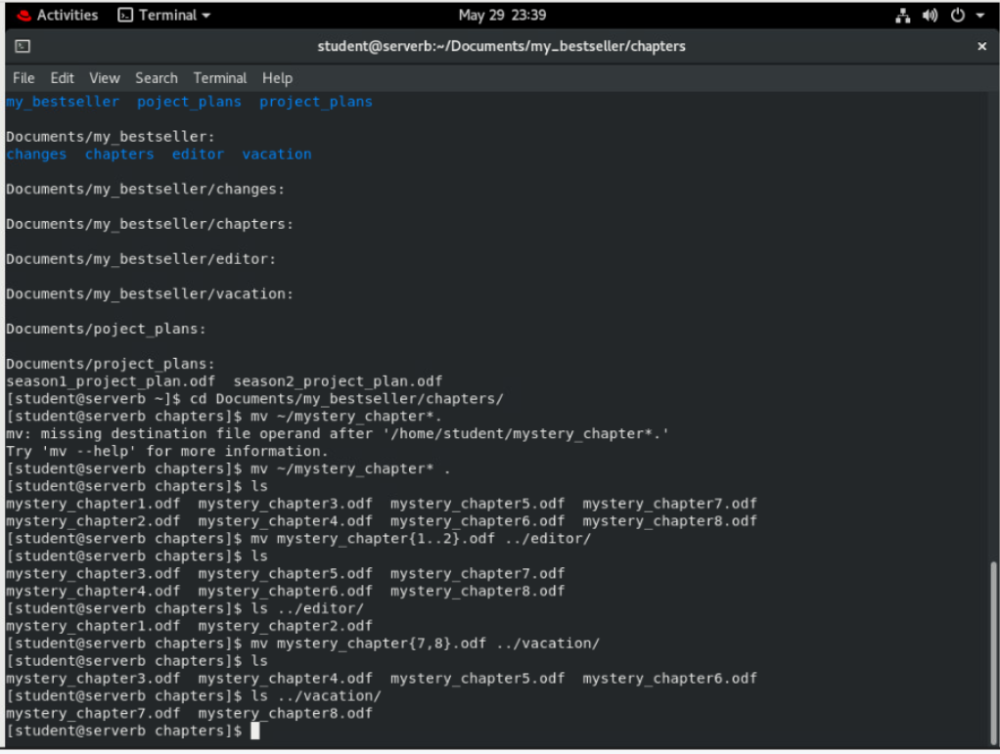 Activities Terminal May 29 23:39
student@serverb:~/Documents/my_bestseller/chapters ×
File Edit View Search Terminal Help
my_bestseller poject_plans project_plans
Documents/my_bestseller:
changes chapters editor vacation
Documents/my_bestseller/changes:
Documents/my_bestseller/chapters:
Documents/my_bestseller/editor:
Documents/my_bestseller/vacation:
Documents/poject_plans:
Documents/project_plans:
season1_project_plan.odf season2_project_plan.odf
[student@serverb ~]$ cd Documents/my_bestseller/chapters/
[student@serverb chapters]$ mv ~/mystery_chapter*.
mv: missing destination file operand after '/home/student/mystery_chapter*.'
Try 'mv --help' for more information.
[student@serverb chapters]$ mv ~/mystery_chapter* .
[student@serverb chapters]$ ls
mystery_chapter1.odf mystery_chapter3.odf mystery_chapter5.odf mystery_chapter7.odf
mystery_chapter2.odf mystery_chapter4.odf mystery_chapter6.odf mystery_chapter8.odf
[student@serverb chapters]$ mv mystery_chapter{1..2}.odf ../editor/
[student@serverb chapters]$ ls
mystery_chapter3.odf mystery_chapter5.odf mystery_chapter7.odf
mystery_chapter4.odf mystery_chapter6.odf mystery_chapter8.odf
[student@serverb chapters]$ ls ../editor/
mystery_chapter1.odf mystery_chapter2.odf
[student@serverb chapters]$ mv mystery_chapter{7,8}.odf ../vacation/
[student@serverb chapters]$ ls
mystery_chapter3.odf mystery_chapter4.odf mystery_chapter5.odf mystery_chapter6.odf
[student@serverb chapters]$ ls ../vacation/
mystery_chapter7.odf mystery_chapter8.odf
[student@serverb chapters]$